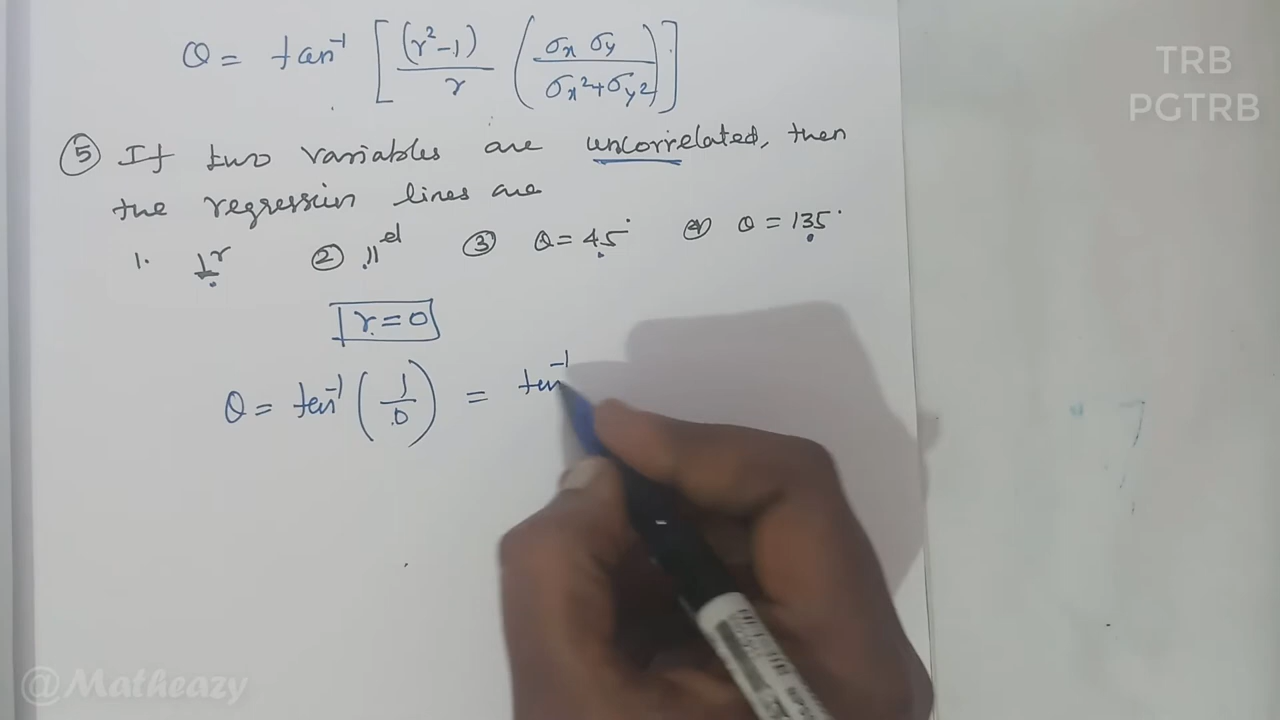 θ = tan⁻¹ [ (r²-1)/r ( σx σy / σx²+σy² ) ]
TRB
PGTRB
⑤ If two variables are uncorrelated, then
the regression lines are
1. ⊥r ② ||el ③ θ = 45° ④ θ = 135°
r = 0
θ = tan⁻¹ ( 1/0 ) = tan⁻¹
@Matheazy